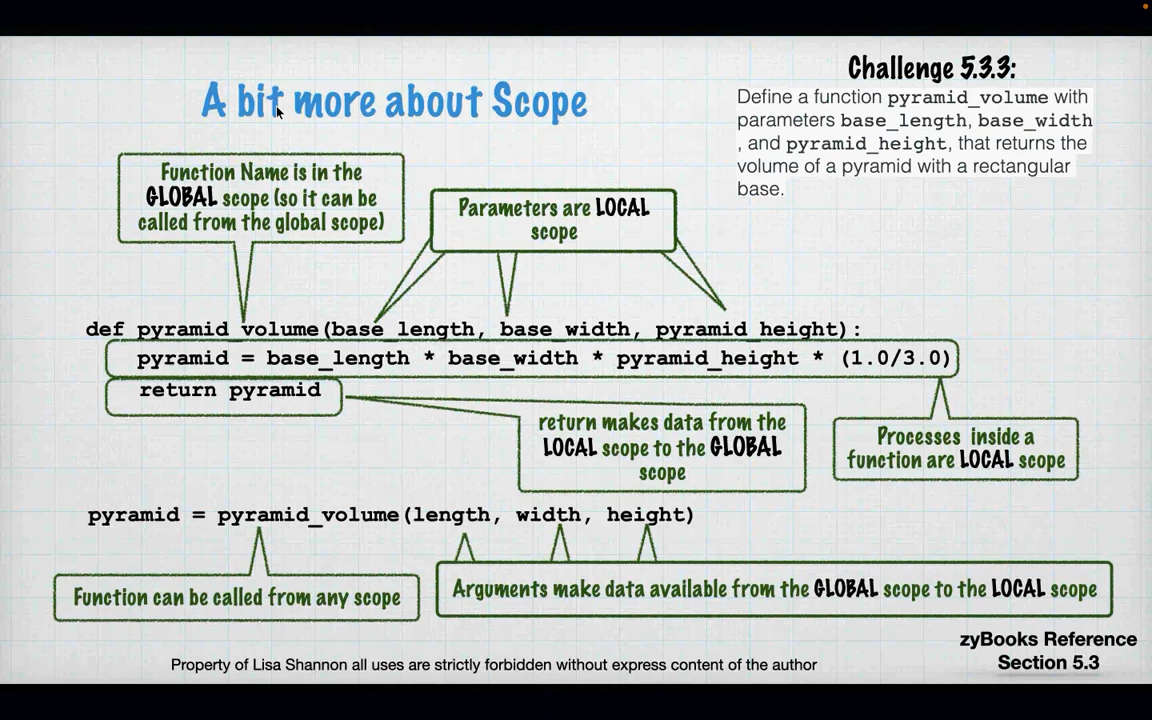 A bit more about Scope
Challenge 5.3.3:
Define a function pyramid_volume with
parameters base_length, base_width
, and pyramid_height, that returns the
volume of a pyramid with a rectangular
base.
Function Name is in the
GLOBAL scope (so it can be
called from the global scope)
Parameters are LOCAL
scope
def pyramid_volume(base_length, base_width, pyramid_height):
pyramid = base_length * base_width * pyramid_height * (1.0/3.0)
return pyramid
return makes data from the
LOCAL scope to the GLOBAL
scope
Processes inside a
function are LOCAL scope
pyramid = pyramid_volume(length, width, height)
Function can be called from any scope
Arguments make data available from the GLOBAL scope to the LOCAL scope
zyBooks Reference
Section 5.3
Property of Lisa Shannon all uses are strictly forbidden without express content of the author